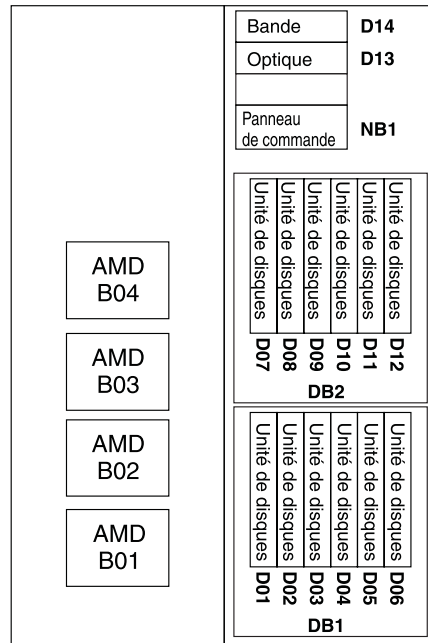 Bande D14
Optique D13
Panneau
de commande NB1
AMD
B04
AMD
B03
AMD
B02
AMD
B01
Unité de disques
Unité de disques
Unité de disques
Unité de disques
Unité de disques
Unité de disques
D07
D08
D09
D10
D11
D12
DB2
Unité de disques
Unité de disques
Unité de disques
Unité de disques
Unité de disques
Unité de disques
D01
D02
D03
D04
D05
D06
DB1